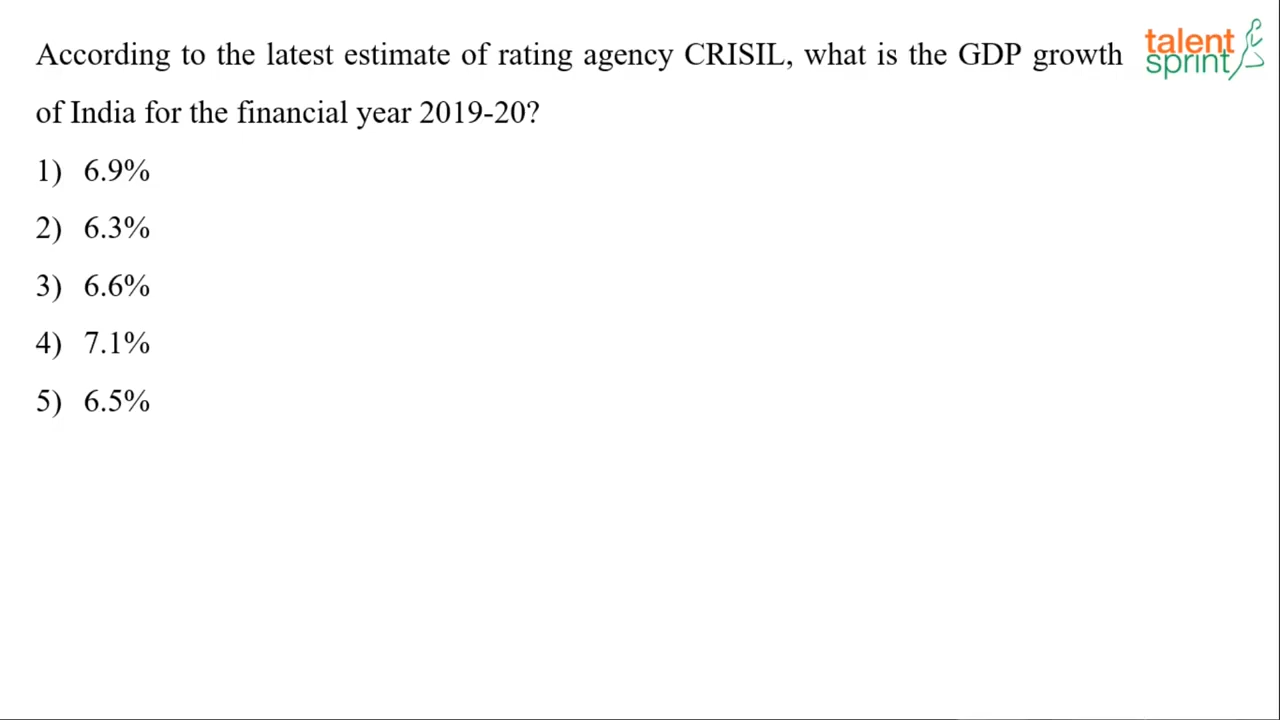 According to the latest estimate of rating agency CRISIL, what is the GDP growth
of India for the financial year 2019-20?
1) 6.9%
2) 6.3%
3) 6.6%
4) 7.1%
5) 6.5%
talent
sprint